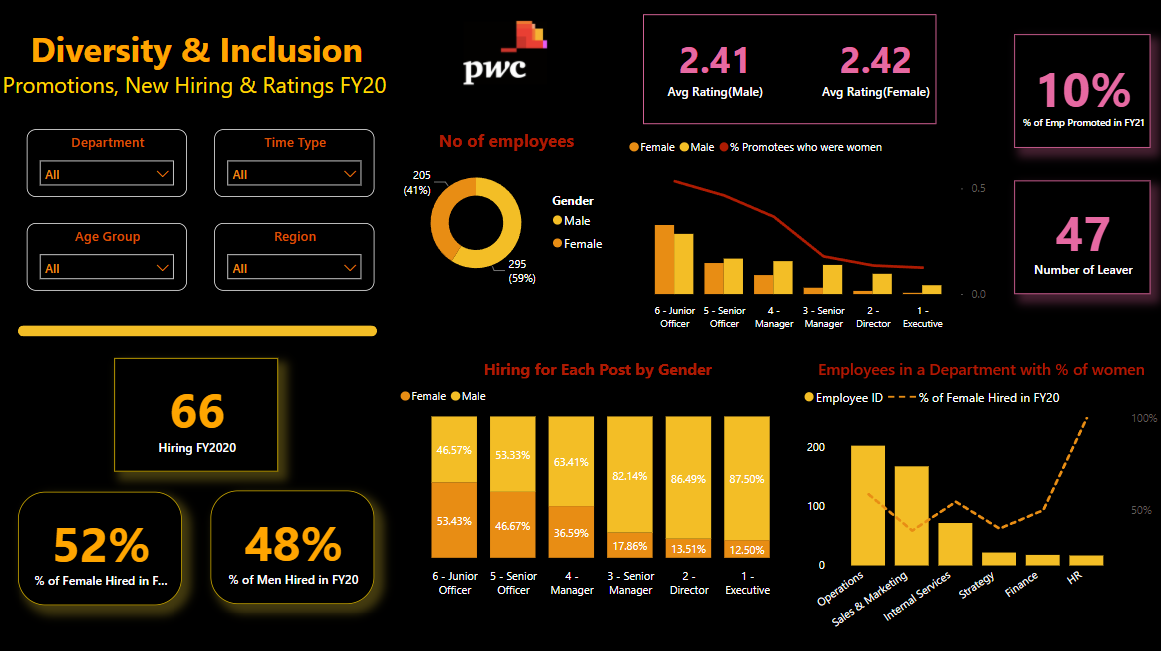 Diversity & Inclusion
Promotions, New Hiring & Ratings FY20
pwc
2.41
Avg Rating(Male)
2.42
Avg Rating(Female)
10%
% of Emp Promoted in FY21
Department
All
Time Type
All
Age Group
All
Region
All
No of employees
205
(41%)
295
(59%)
Gender
Male
Female
Female Male % Promotees who were women
0.5
0.0
6 - Junior
Officer
5 - Senior
Officer
4 -
Manager
3 - Senior
Manager
2 -
Director
1 -
Executive
47
Number of Leaver
66
Hiring FY2020
52%
% of Female Hired in F...
48%
% of Men Hired in FY20
Hiring for Each Post by Gender
Female Male
46.57%
53.33%
63.41%
82.14%
86.49%
87.50%
53.43%
46.67%
36.59%
17.86%
13.51%
12.50%
6 - Junior
Officer
5 - Senior
Officer
4 -
Manager
3 - Senior
Manager
2 -
Director
1 -
Executive
Employees in a Department with % of women
Employee ID % of Female Hired in FY20
200
100
0
100%
50%
Operations
Sales & Marketing
Internal Services
Strategy
Finance
HR